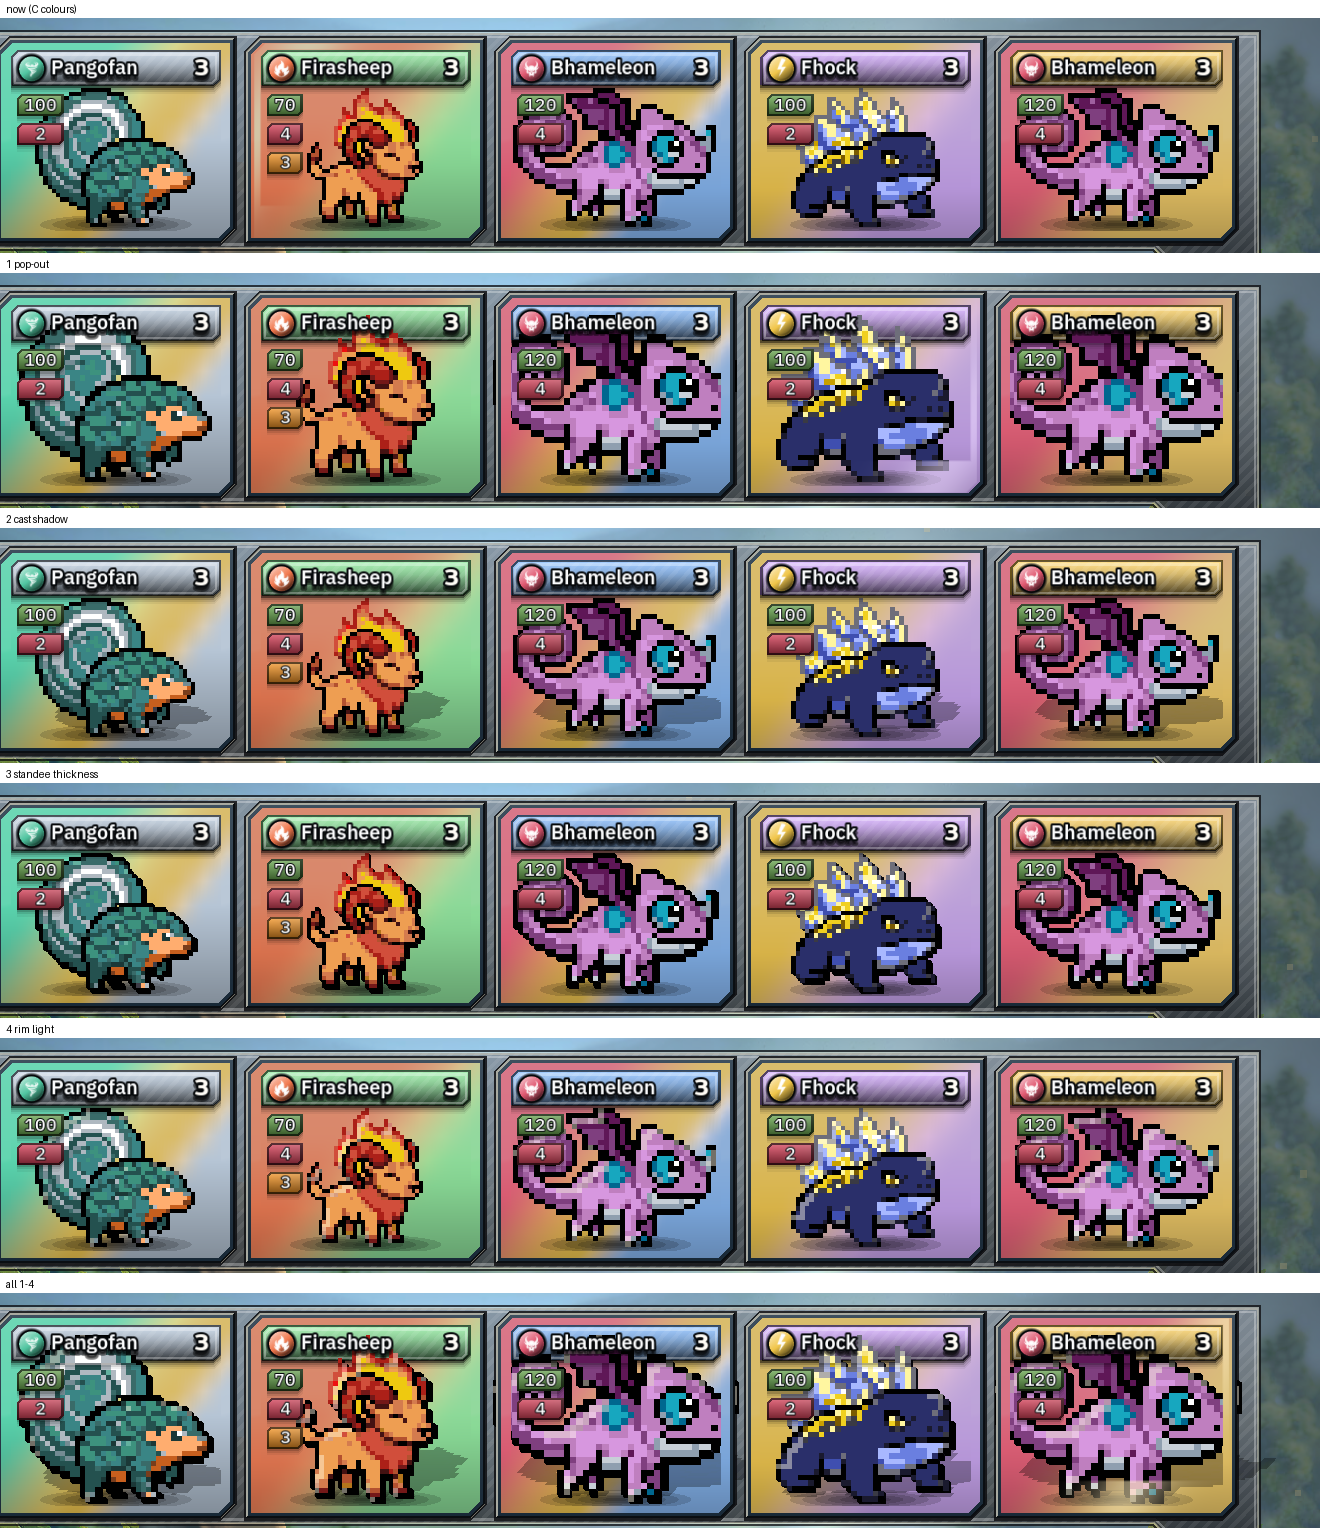 now (C colours)
Pangofan 3 Firasheep 3 Bhameleon 3 Fhock 3 Bhameleon 3
100 70 120 100 120
2 4 4 2 4
3
1 pop-out
Pangofan 3 Firasheep 3 Bhameleon 3 Fhock 3 Bhameleon 3
100 70 120 100 120
2 4 4 2 4
3
2 cast shadow
Pangofan 3 Firasheep 3 Bhameleon 3 Fhock 3 Bhameleon 3
100 70 120 100 120
2 4 4 2 4
3
3 standee thickness
Pangofan 3 Firasheep 3 Bhameleon 3 Fhock 3 Bhameleon 3
100 70 120 100 120
2 4 4 2 4
3
4 rim light
Pangofan 3 Firasheep 3 Bhameleon 3 Fhock 3 Bhameleon 3
100 70 120 100 120
2 4 4 2 4
3
all 1-4
Pangofan 3 Firasheep 3 Bhameleon 3 Fhock 3 Bhameleon 3
100 70 120 100 120
2 4 4 2 4
3